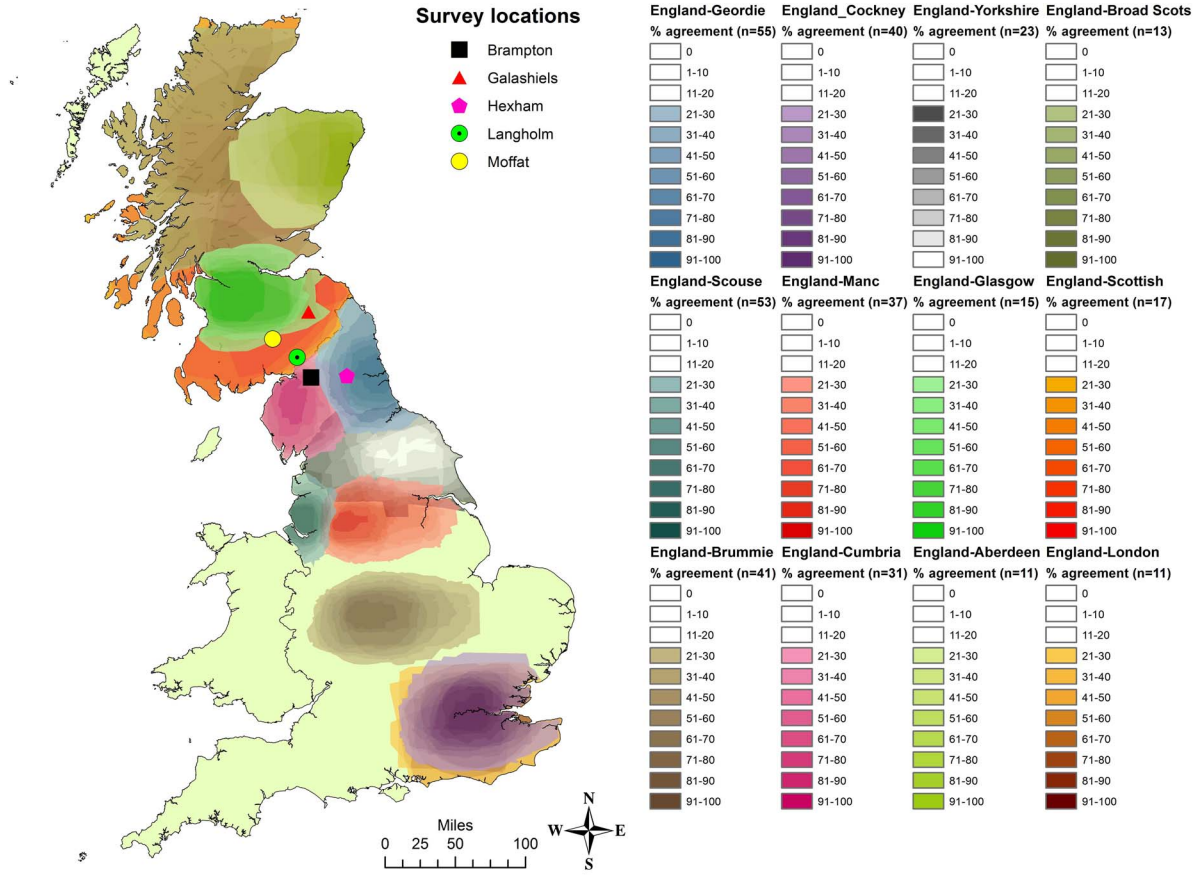 Survey locations
Brampton
Galashiels
Hexham
Langholm
Moffat
England-Geordie England_Cockney England-Yorkshire England-Broad Scots
% agreement (n=55) % agreement (n=40) % agreement (n=23) % agreement (n=13)
0 0 0 0
1-10 1-10 1-10 1-10
11-20 11-20 11-20 11-20
21-30 21-30 21-30 21-30
31-40 31-40 31-40 31-40
41-50 41-50 41-50 41-50
51-60 51-60 51-60 51-60
61-70 61-70 61-70 61-70
71-80 71-80 71-80 71-80
81-90 81-90 81-90 81-90
91-100 91-100 91-100 91-100
England-Scouse England-Manc England-Glasgow England-Scottish
% agreement (n=53) % agreement (n=37) % agreement (n=15) % agreement (n=17)
0 0 0 0
1-10 1-10 1-10 1-10
11-20 11-20 11-20 11-20
21-30 21-30 21-30 21-30
31-40 31-40 31-40 31-40
41-50 41-50 41-50 41-50
51-60 51-60 51-60 51-60
61-70 61-70 61-70 61-70
71-80 71-80 71-80 71-80
81-90 81-90 81-90 81-90
91-100 91-100 91-100 91-100
England-Brummie England-Cumbria England-Aberdeen England-London
% agreement (n=41) % agreement (n=31) % agreement (n=11) % agreement (n=11)
0 0 0 0
1-10 1-10 1-10 1-10
11-20 11-20 11-20 11-20
21-30 21-30 21-30 21-30
31-40 31-40 31-40 31-40
41-50 41-50 41-50 41-50
51-60 51-60 51-60 51-60
61-70 61-70 61-70 61-70
71-80 71-80 71-80 71-80
81-90 81-90 81-90 81-90
91-100 91-100 91-100 91-100
Miles
0 25 50 100
N
W E
S